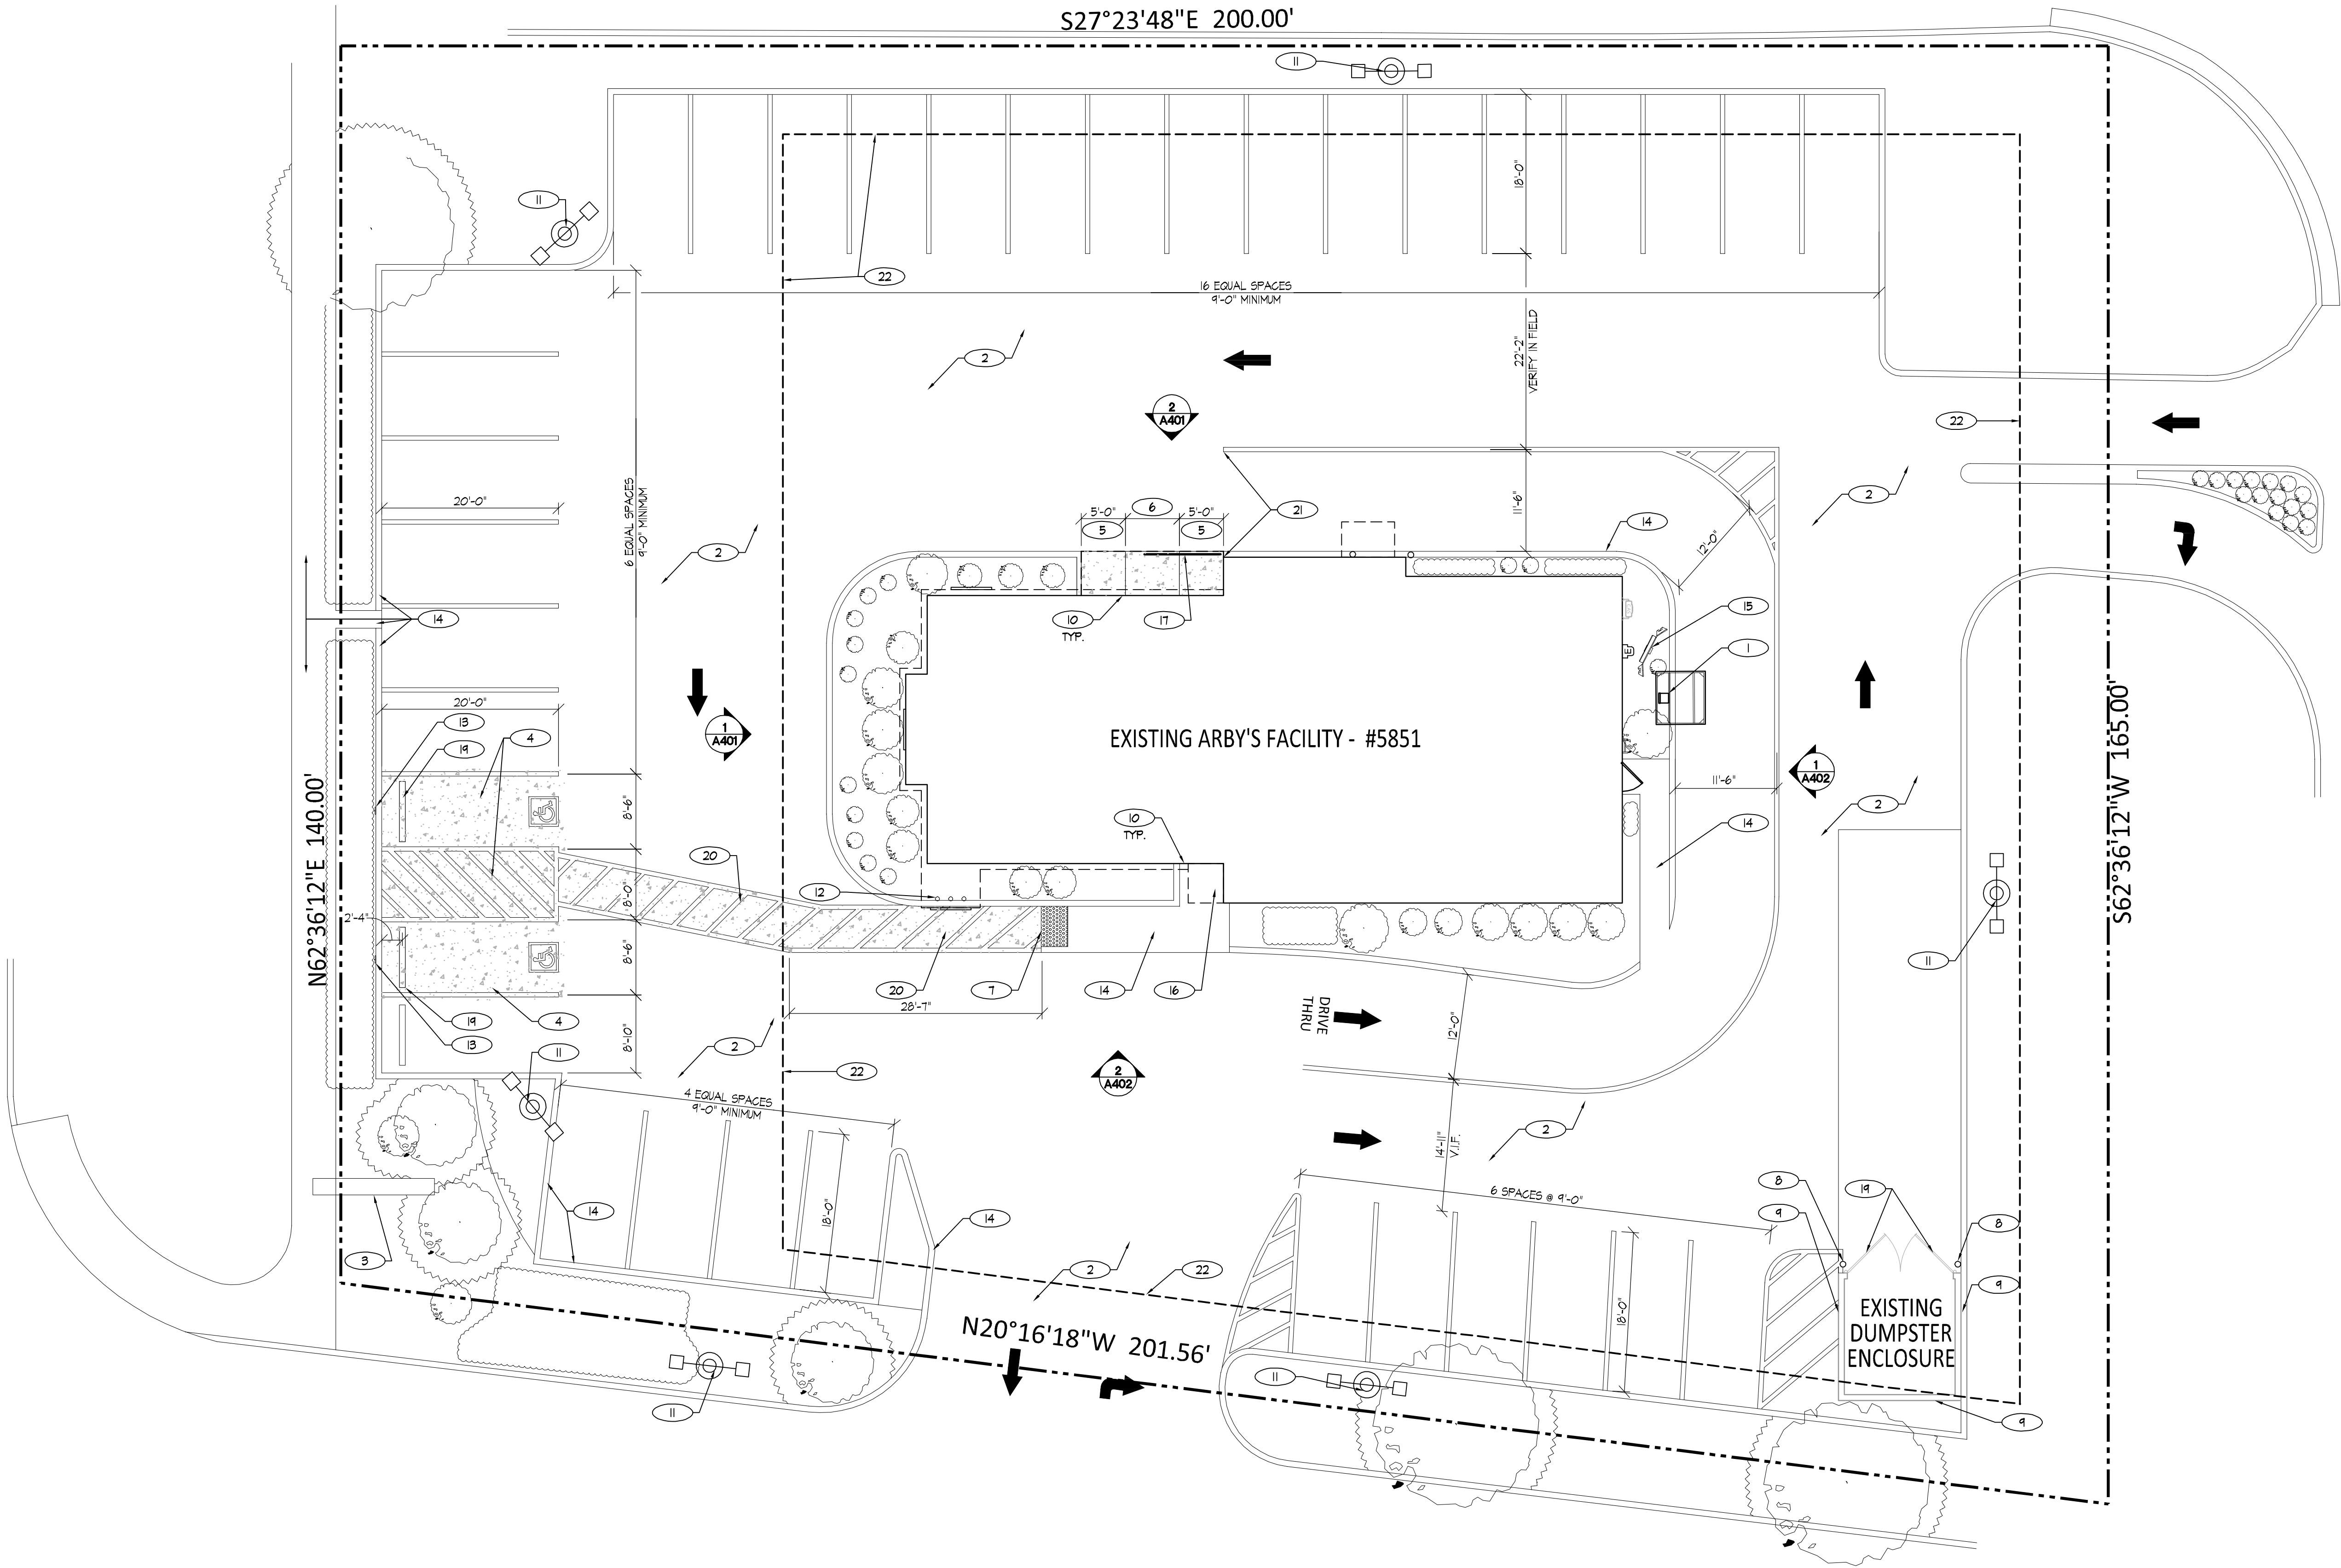 S27°23'48"E 200.00'
11
11
18'-0"
22
16 EQUAL SPACES
9'-0" MINIMUM
2
22'-2"
VERIFY IN FIELD
2
A401
22
20'-0"
6 EQUAL SPACES
9'-0" MINIMUM
2
5'-0"
6
5'-0"
5
5
21
11'-6"
14
12'-0"
2
14
10
TYP.
17
15
1
E
20'-0"
13
19
4
1
A401
EXISTING ARBY'S FACILITY - #5851
11'-6"
1
A402
2
N62°36'12"E 140.00'
S62°36'12"W 165.00'
8'-6"
10
TYP.
14
20
12
8'-0"
2'-4"
8'-6"
11
11
20
7
14
16
28'-7"
19
4
13
11
8'-10"
2
22
2
A402
DRIVE
THRU
12'-0"
4 EQUAL SPACES
9'-0" MINIMUM
2
14'-11"
V.I.F.
6 SPACES @ 9'-0"
8
19
9
8
14
18'-0"
14
3
2
22
9
18'-0"
EXISTING
DUMPSTER
ENCLOSURE
N20°16'18"W 201.56'
11
11
9